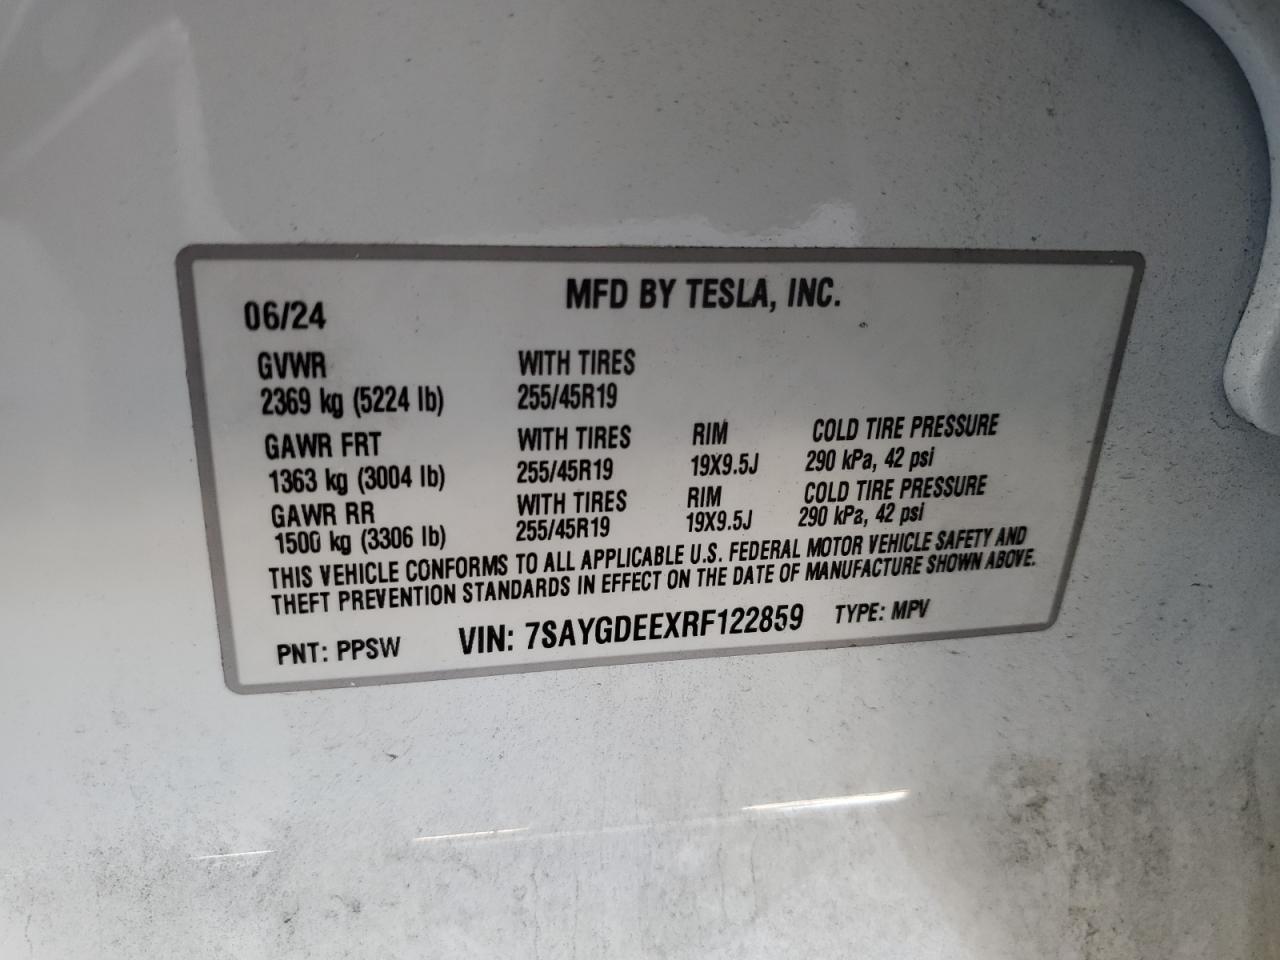 MFD BY TESLA, INC.
06/24
GVWR WITH TIRES
2369 kg (5224 lb) 255/45R19
GAWR FRT WITH TIRES RIM COLD TIRE PRESSURE
1363 kg (3004 lb) 255/45R19 19X9.5J 290 kPa, 42 psi
GAWR RR WITH TIRES RIM COLD TIRE PRESSURE
1500 kg (3306 lb) 255/45R19 19X9.5J 290 kPa, 42 psi
THIS VEHICLE CONFORMS TO ALL APPLICABLE U.S. FEDERAL MOTOR VEHICLE SAFETY AND
THEFT PREVENTION STANDARDS IN EFFECT ON THE DATE OF MANUFACTURE SHOWN ABOVE.
PNT: PPSW VIN: 7SAYGDEEXRF122859 TYPE: MPV